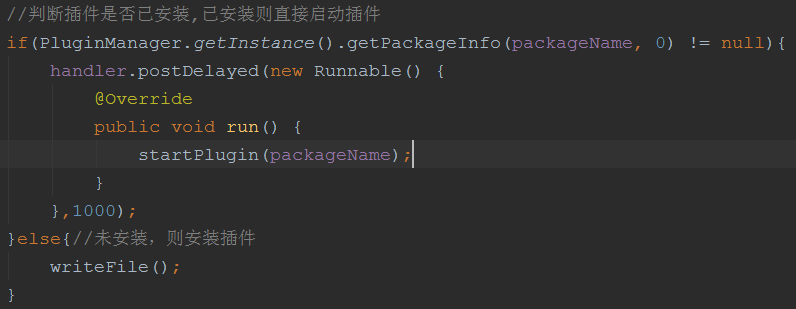 //判断插件是否已安装,已安装则直接启动插件
if(PluginManager.getInstance().getPackageInfo(packageName, 0) != null){
    handler.postDelayed(new Runnable() {
        @Override
        public void run() {
            startPlugin(packageName);
        }
    },1000);
}else{//未安装，则安装插件
    writeFile();
}